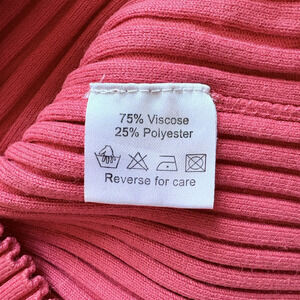 75% Viscose
25% Polyester
Reverse for care